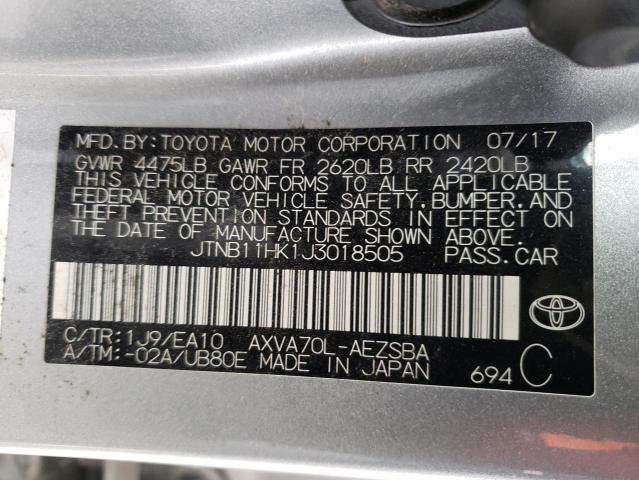 MFD.BY:TOYOTA MOTOR CORPORATION 07/17
GVWR 4475LB GAWR FR 2620LB RR 2420LB
THIS VEHICLE CONFORMS TO ALL APPLICABLE
FEDERAL MOTOR VEHICLE SAFETY.BUMPER.AND
THEFT PREVENTION STANDARDS IN EFFECT ON
THE DATE OF MANUFACTURE SHOWN ABOVE.
JTNB11HK1J3018505 PASS.CAR
C/TR:1J9/EA10 AXVA70L-AEZSBA
A/TM:-02A/UB80E MADE IN JAPAN
694 C